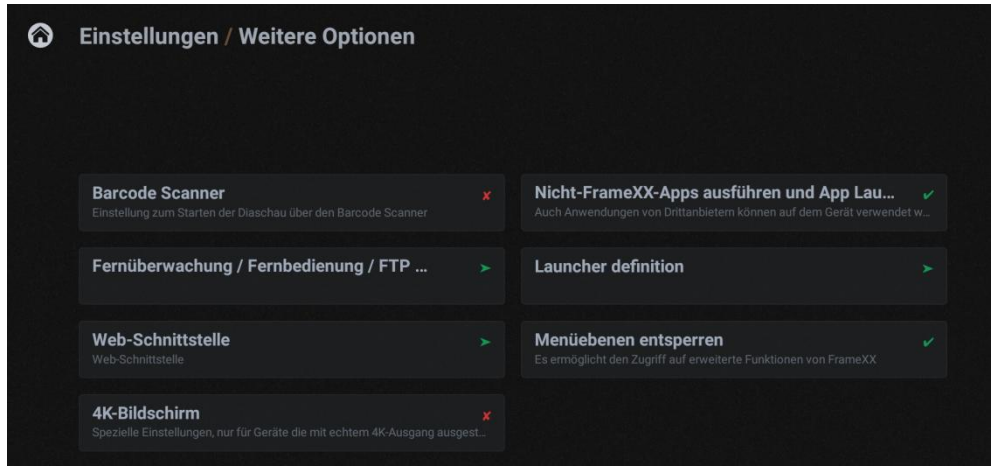 Einstellungen / Weitere Optionen
Barcode Scanner
Einstellung zum Starten der Diaschau über den Barcode Scanner
Nicht-FrameXX-Apps ausführen und App Lau...
Auch Anwendungen von Drittanbietern können auf dem Gerät verwendet w...
Fernüberwachung / Fernbedienung / FTP ...
Launcher definition
Web-Schnittstelle
Web-Schnittstelle
Menüebenen entsperren
Es ermöglicht den Zugriff auf erweiterte Funktionen von FrameXX
4K-Bildschirm
Spezielle Einstellungen, nur für Geräte die mit echtem 4K-Ausgang ausgest...